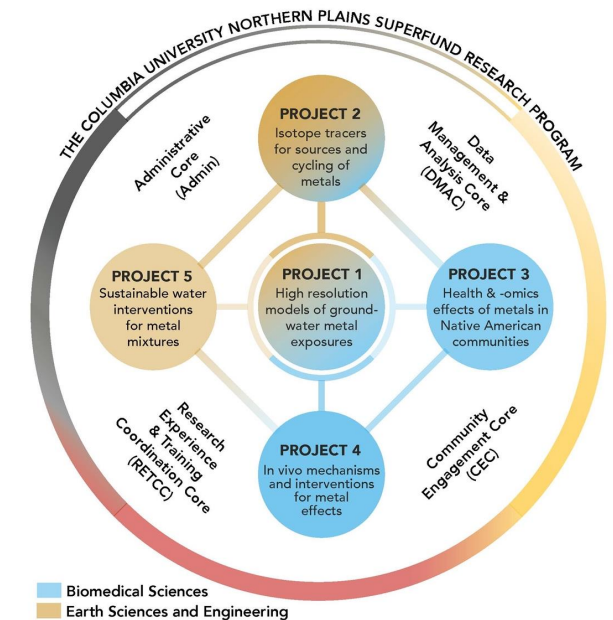 THE COLUMBIA UNIVERSITY NORTHERN PLAINS SUPERFUND RESEARCH PROGRAM
Administrative
Core
(Admin)
PROJECT 2
Isotope tracers
for sources and
cycling of
metals
Data
Management &
Analysis Core
(DMAC)
PROJECT 5
Sustainable water
interventions
for metal
mixtures
PROJECT 1
High resolution
models of ground-
water metal
exposures
PROJECT 3
Health & -omics
effects of metals in
Native American
communities
Research
Experience
& Training
Coordination Core
(RETCC)
PROJECT 4
In vivo mechanisms
and interventions
for metal
effects
Community
Engagement Core
(CEC)
Biomedical Sciences
Earth Sciences and Engineering